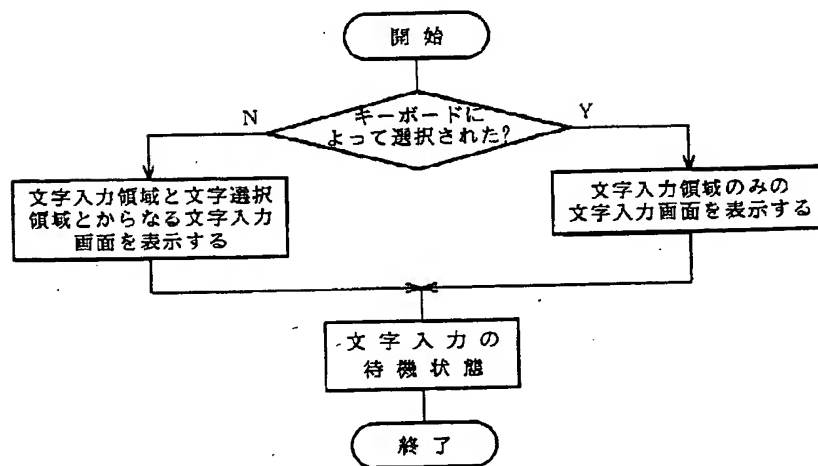 開始
キーボードに
よって選択された?
N
Y
文字入力領域と文字選択
領域とからなる文字入力
画面を表示する
文字入力領域のみの
文字入力画面を表示する
文字入力の
待機状態
終了